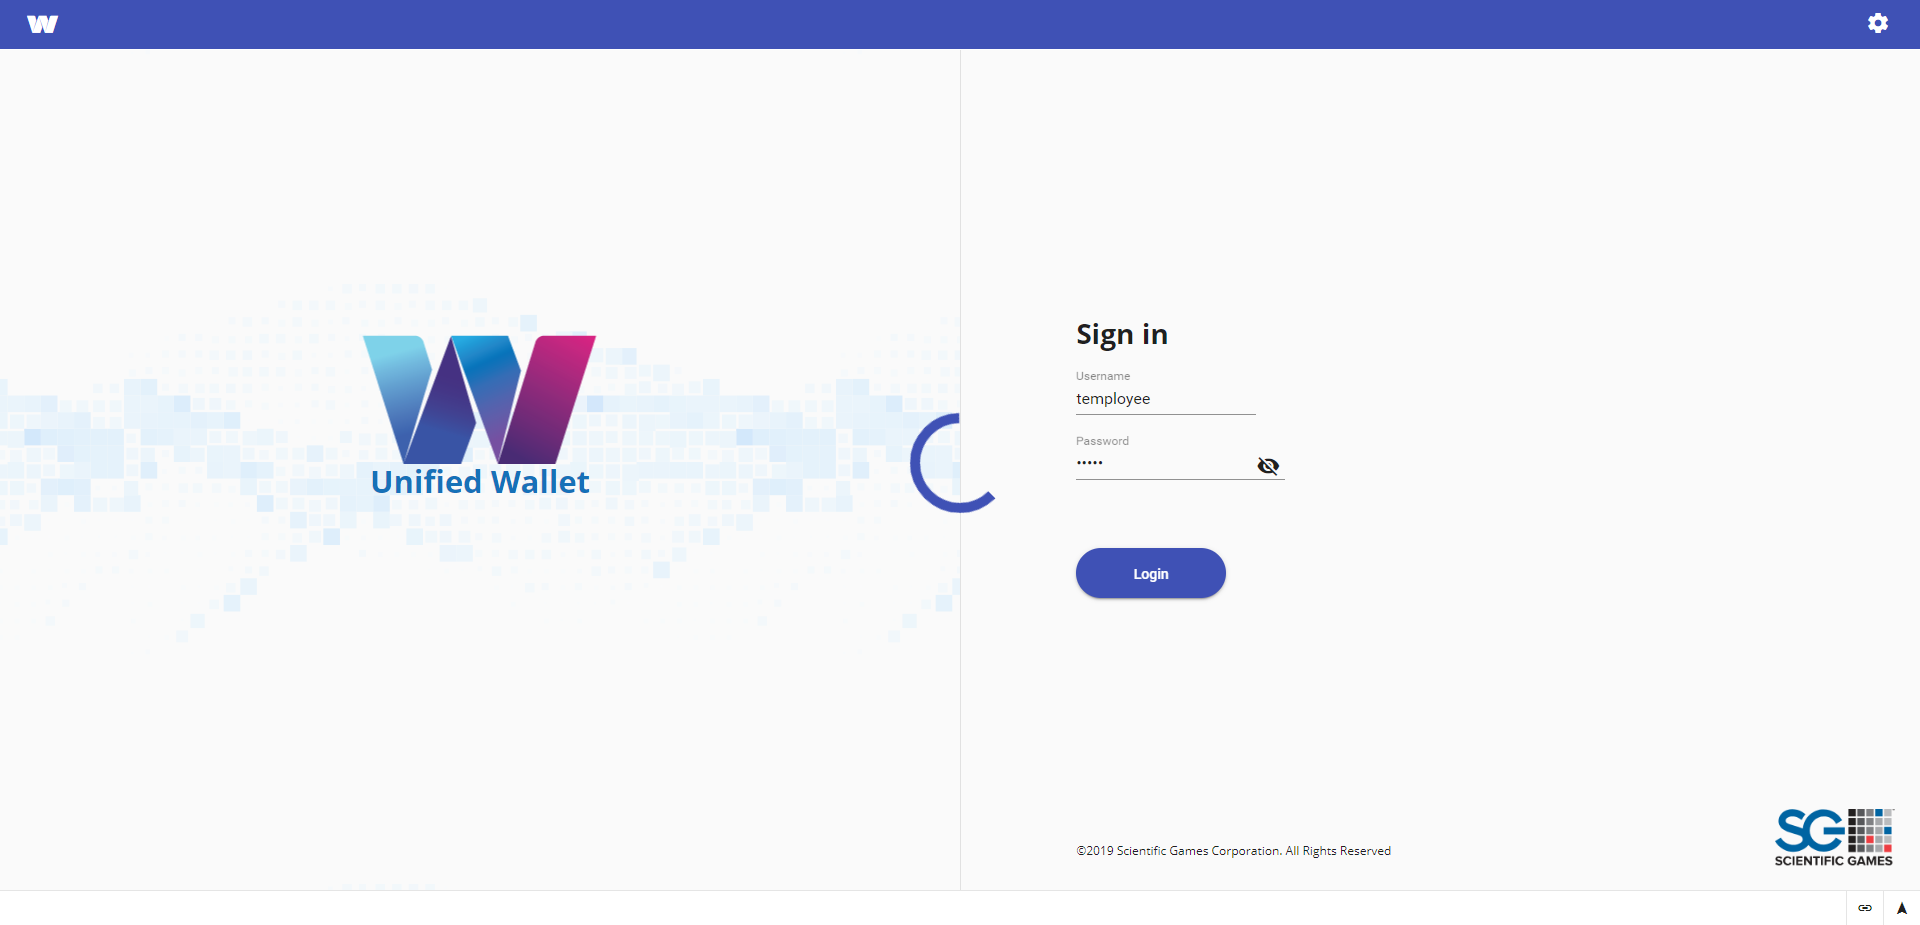 W
Unified Wallet
Sign in
Username
temployee
Password
•••••
Login
©2019 Scientific Games Corporation. All Rights Reserved
SG
SCIENTIFIC GAMES